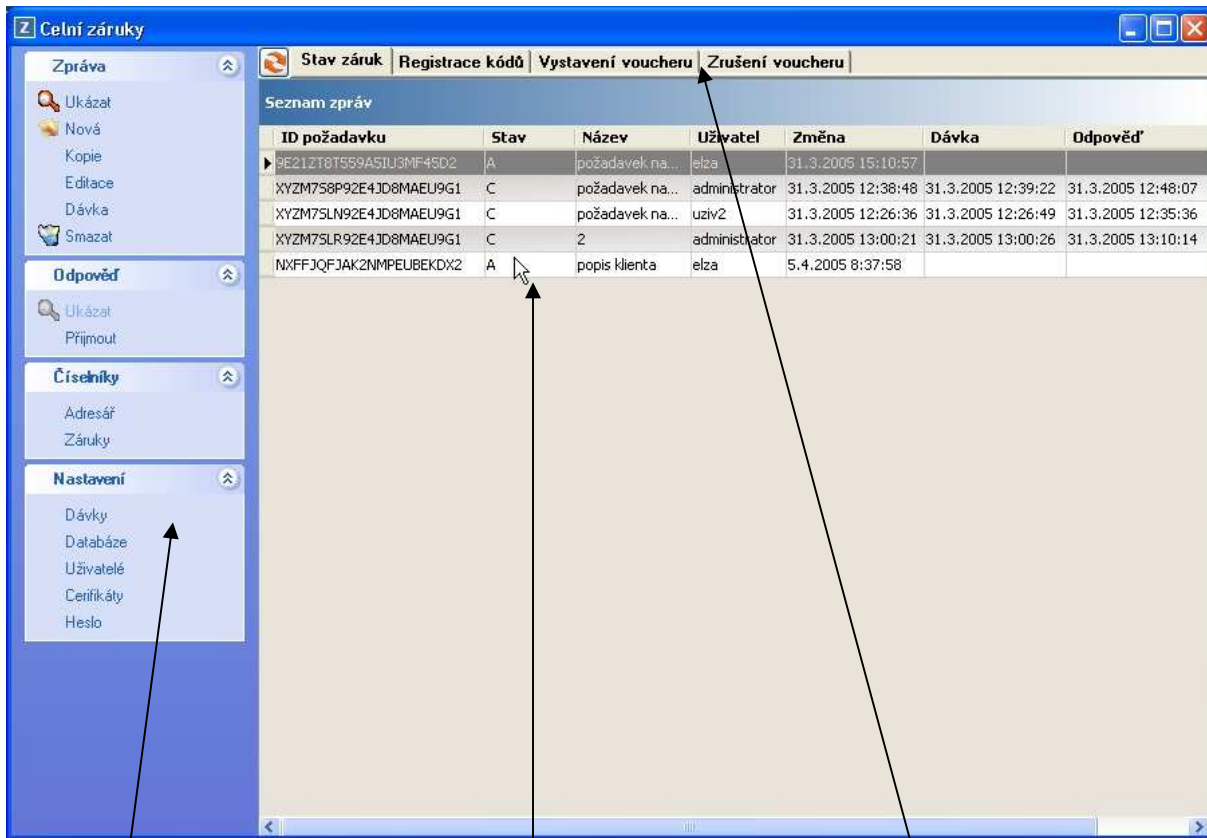 Celní záruky
Zpráva
Ukázat
Nová
Kopie
Editace
Dávka
Smazat
Odpověď
Ukázat
Přijmout
Číselníky
Adresář
Záruky
Nastavení
Dávky
Databáze
Uživatelé
Cerifikáty
Heslo
Stav záruk Registrace kódů Vystavení voucheru Zrušení voucheru
Seznam zpráv
ID požadavku Stav Název Uživatel Změna Dávka Odpověď
9E21ZT8T559A5IU3MF45D2 A požadavek na... elza 31.3.2005 15:10:57
XYZM7S8P92E4JD8MAEU9G1 C požadavek na... administrator 31.3.2005 12:38:48 31.3.2005 12:39:22 31.3.2005 12:48:07
XYZM7SLN92E4JD8MAEU9G1 C požadavek na... uziv2 31.3.2005 12:26:36 31.3.2005 12:26:49 31.3.2005 12:35:36
XYZM7SLR92E4JD8MAEU9G1 C 2 administrator 31.3.2005 13:00:21 31.3.2005 13:00:26 31.3.2005 13:10:14
NXFFJQFJAK2NMPEUBEKDX2 A popis klienta elza 5.4.2005 8:37:58